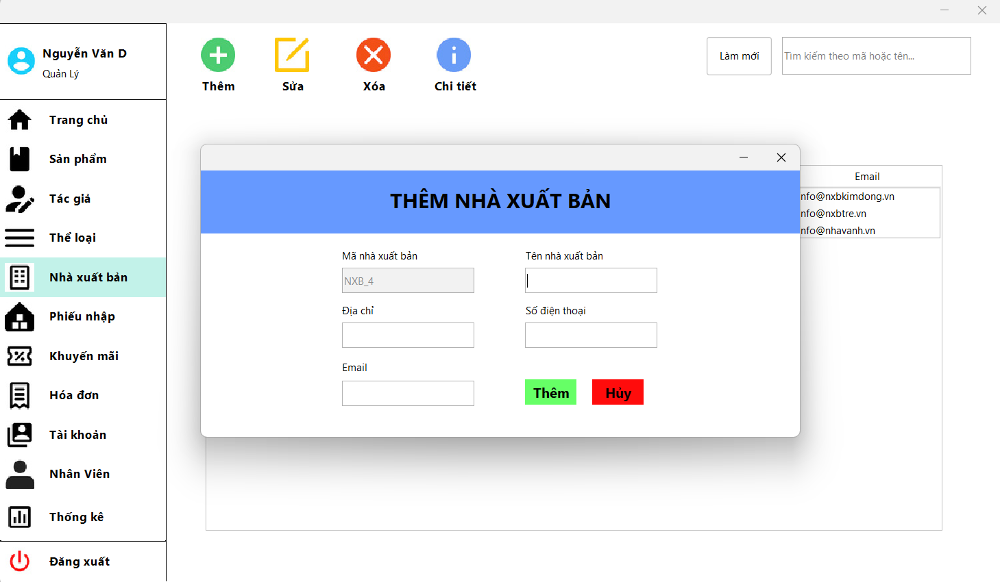 Nguyễn Văn D
Quản Lý
Trang chủ
Sản phẩm
Tác giả
Thể loại
Nhà xuất bản
Phiếu nhập
Khuyến mãi
Hóa đơn
Tài khoản
Nhân Viên
Thống kê
Đăng xuất
Thêm
Sửa
Xóa
Chi tiết
Làm mới
Tìm kiếm theo mã hoặc tên...
Email
nfo@nxbkimdong.vn
nfo@nxbtre.vn
nfo@nhavanh.vn
THÊM NHÀ XUẤT BẢN
Mã nhà xuất bản
NXB_4
Tên nhà xuất bản
Địa chỉ
Số điện thoại
Email
Thêm
Hủy